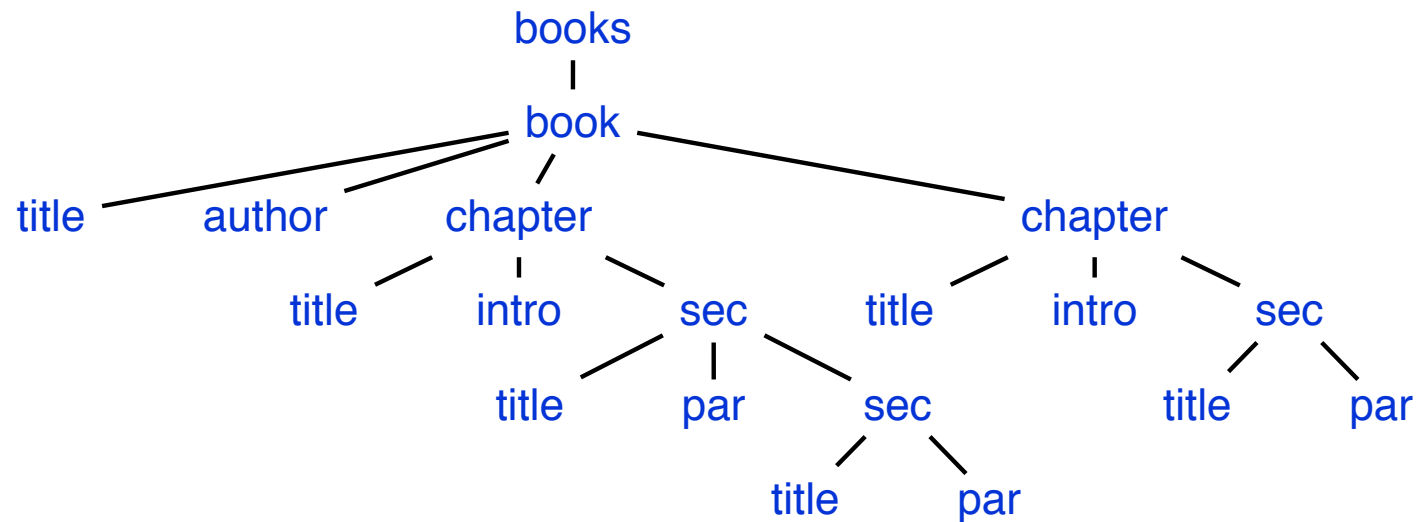 books
book
title author chapter chapter
title intro sec title intro sec
title par sec title par
title par